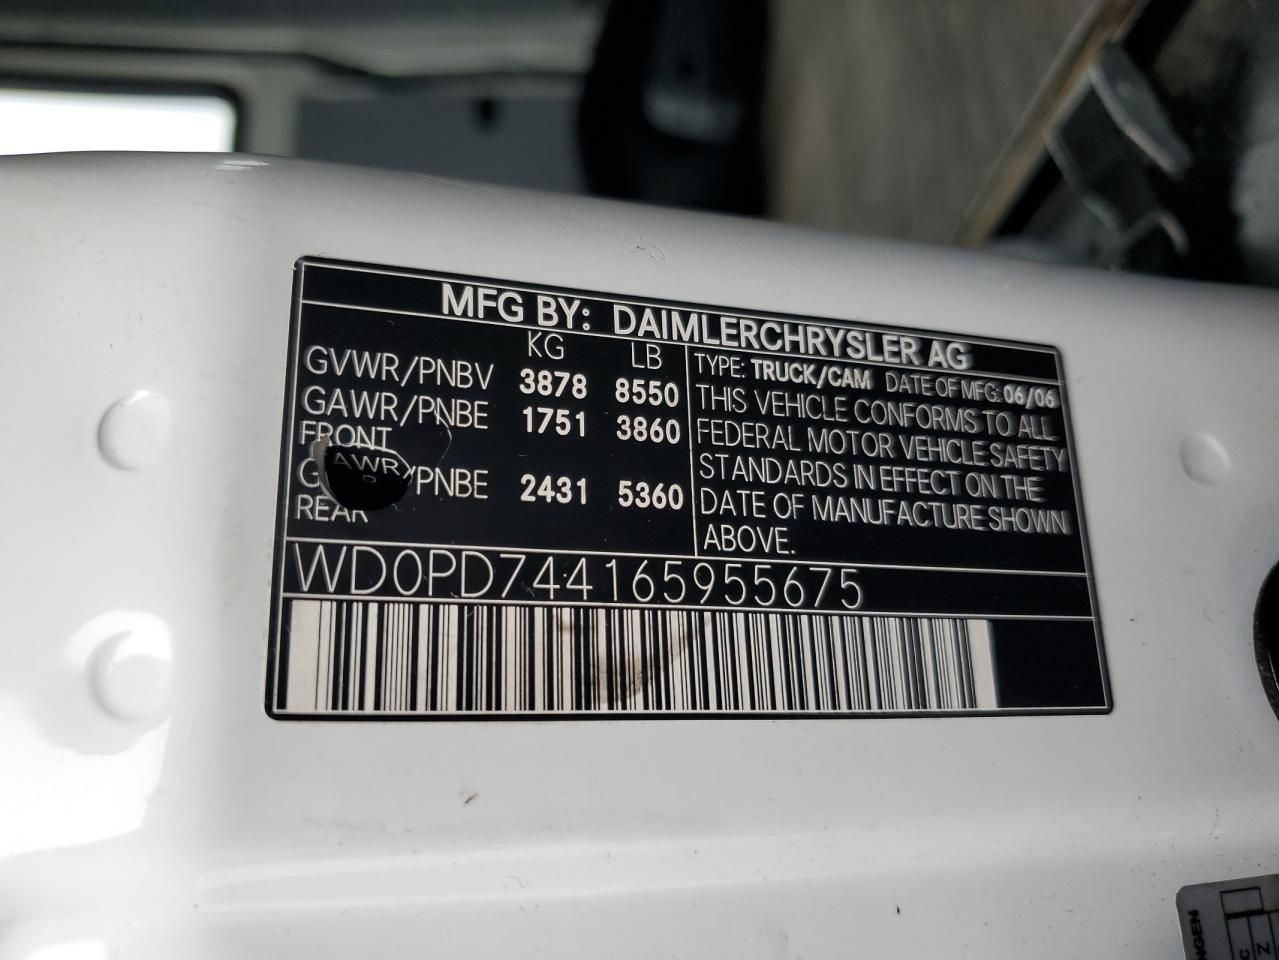 MFG BY: DAIMLERCHRYSLER AG
KG LB
GVWR/PNBV 3878 8550
GAWR/PNBE 1751 3860
FRONT
GAWR/PNBE 2431 5360
REAR
TYPE: TRUCK/CAM DATE OF MFG: 06/06
THIS VEHICLE CONFORMS TO ALL
FEDERAL MOTOR VEHICLE SAFETY
STANDARDS IN EFFECT ON THE
DATE OF MANUFACTURE SHOWN
ABOVE.
WD0PD744165955675